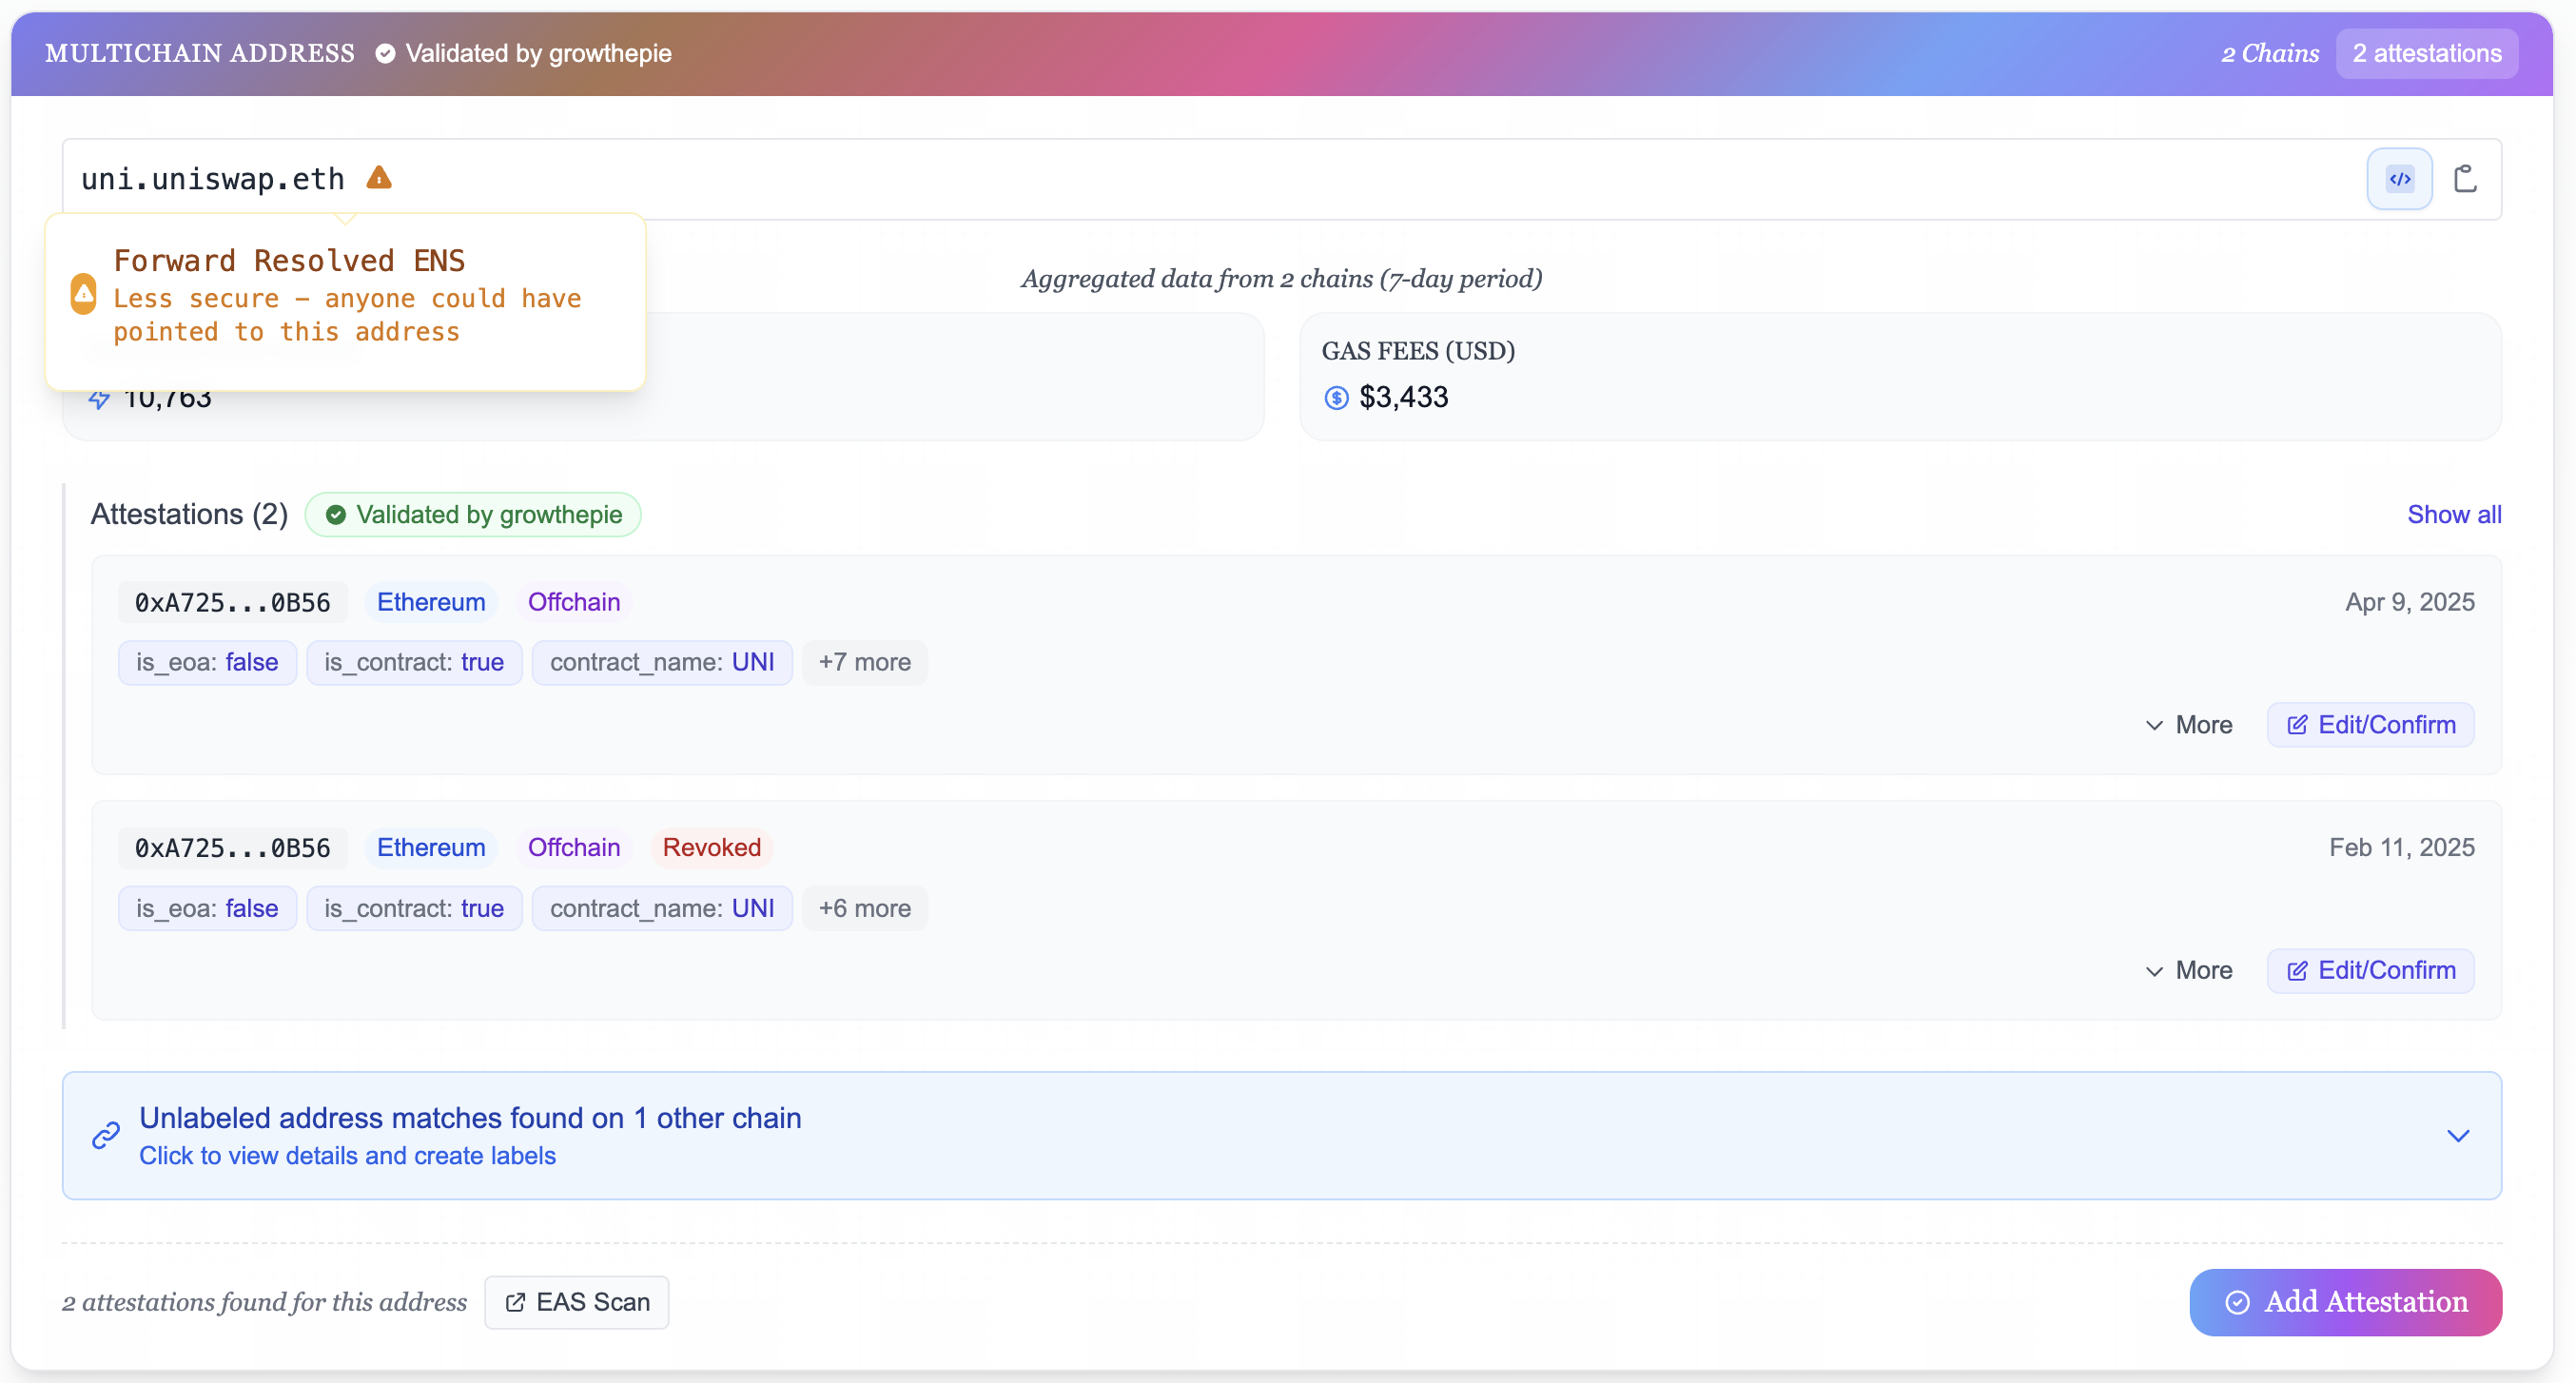 MULTICHAIN ADDRESS Validated by growthepie 2 Chains 2 attestations
uni.uniswap.eth
Forward Resolved ENS
Less secure – anyone could have
pointed to this address
Aggregated data from 2 chains (7-day period)
10,763
GAS FEES (USD)
$3,433
Attestations (2) Validated by growthepie Show all
0xA725...0B56 Ethereum Offchain Apr 9, 2025
is_eoa: false is_contract: true contract_name: UNI +7 more
More Edit/Confirm
0xA725...0B56 Ethereum Offchain Revoked Feb 11, 2025
is_eoa: false is_contract: true contract_name: UNI +6 more
More Edit/Confirm
Unlabeled address matches found on 1 other chain
Click to view details and create labels
2 attestations found for this address EAS Scan Add Attestation